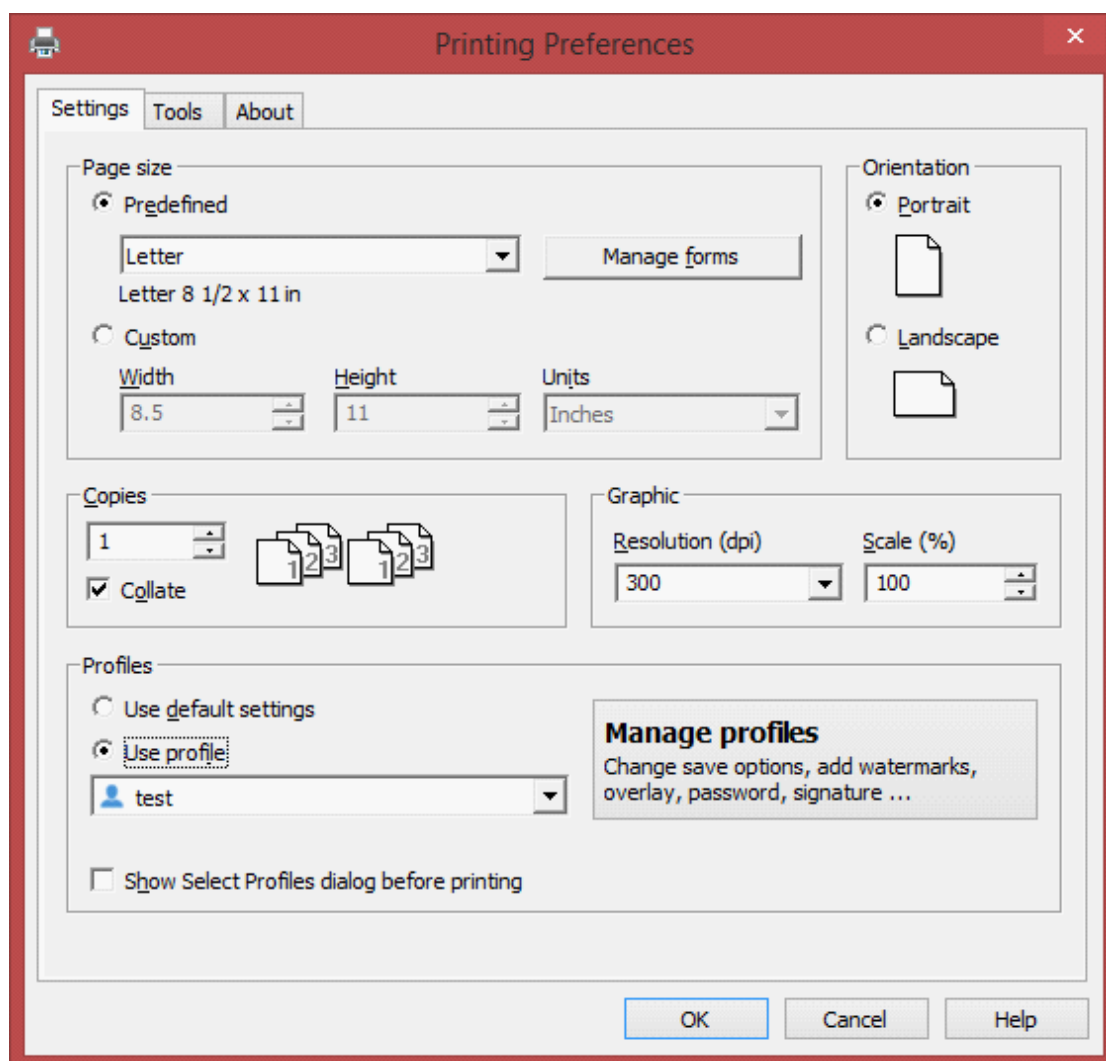 Printing Preferences
Settings Tools About
Page size
Predefined
Letter
Manage forms
Letter 8 1/2 x 11 in
Custom
Width Height Units
8.5 11 Inches
Orientation
Portrait
Landscape
Copies
1
1 2 3 1 2 3
Collate
Graphic
Resolution (dpi) Scale (%)
300 100
Profiles
Use default settings
Use profile
test
Manage profiles
Change save options, add watermarks,
overlay, password, signature ...
Show Select Profiles dialog before printing
OK Cancel Help